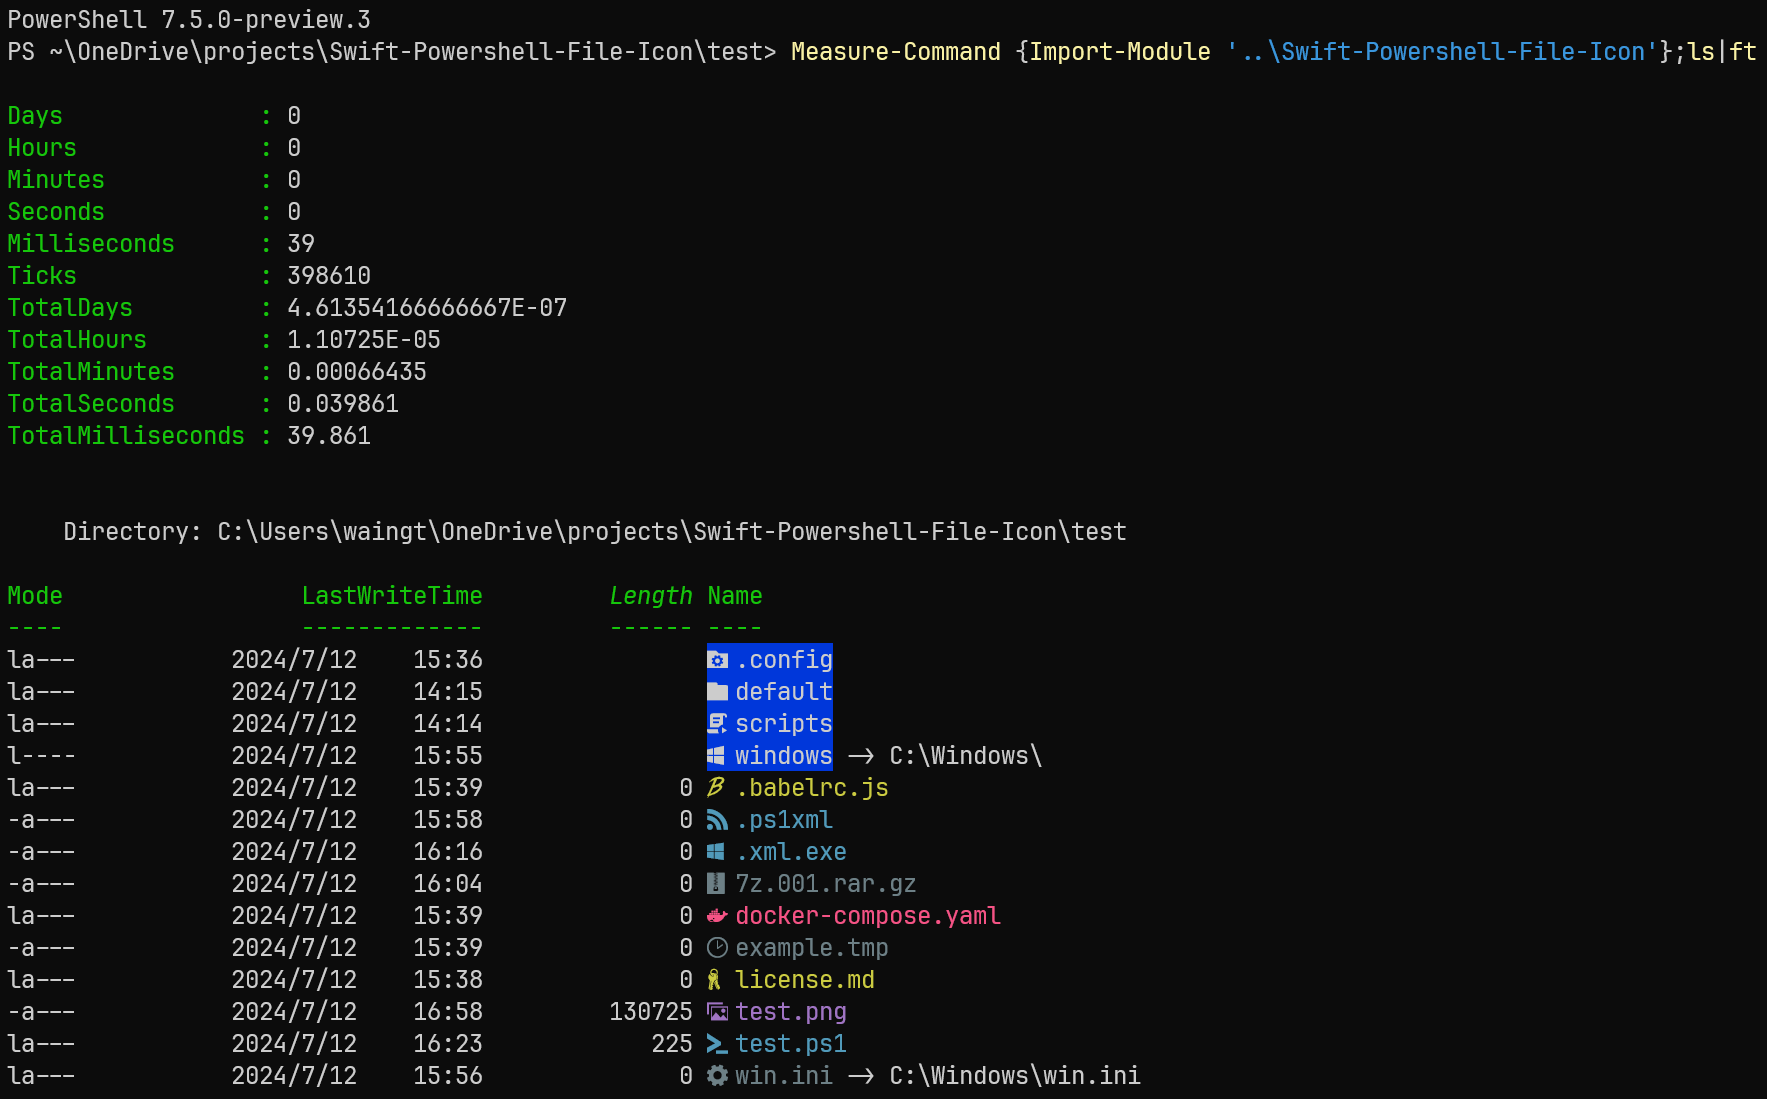 PowerShell 7.5.0-preview.3
PS ~\OneDrive\projects\Swift-Powershell-File-Icon\test> Measure-Command {Import-Module '..\Swift-Powershell-File-Icon'};ls|ft
Days              : 0
Hours             : 0
Minutes           : 0
Seconds           : 0
Milliseconds      : 39
Ticks             : 398610
TotalDays         : 4.61354166666667E-07
TotalHours        : 1.10725E-05
TotalMinutes      : 0.00066435
TotalSeconds      : 0.039861
TotalMilliseconds : 39.861
    Directory: C:\Users\waingt\OneDrive\projects\Swift-Powershell-File-Icon\test
Mode                 LastWriteTime         Length Name
----                 -------------         ------ ----
la---           2024/7/12    15:36                .config
la---           2024/7/12    14:15                default
la---           2024/7/12    14:14                scripts
l----           2024/7/12    15:55                windows -> C:\Windows\
la---           2024/7/12    15:39              0 .babelrc.js
-a---           2024/7/12    15:58              0 .ps1xml
-a---           2024/7/12    16:16              0 .xml.exe
-a---           2024/7/12    16:04              0 7z.001.rar.gz
la---           2024/7/12    15:39              0 docker-compose.yaml
-a---           2024/7/12    15:39              0 example.tmp
la---           2024/7/12    15:38              0 license.md
-a---           2024/7/12    16:58         130725 test.png
la---           2024/7/12    16:23            225 test.ps1
la---           2024/7/12    15:56              0 win.ini -> C:\Windows\win.ini